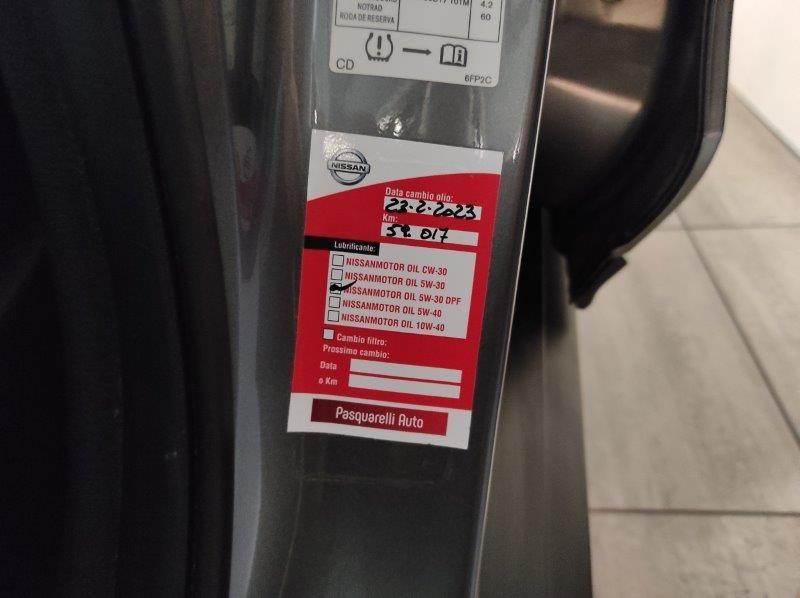 NOTRAD
RODA DE RESERVA
4.2
60
CD
6FP2C
NISSAN
Data cambio olio:
23-2-2023
Km:
59.017
Lubrificante:
NISSANMOTOR OIL CW-30
NISSANMOTOR OIL 5W-30
NISSANMOTOR OIL 5W-30 DPF
NISSANMOTOR OIL 5W-40
NISSANMOTOR OIL 10W-40
Cambio filtro:
Prossimo cambio:
Data
o Km
Pasquarelli Auto